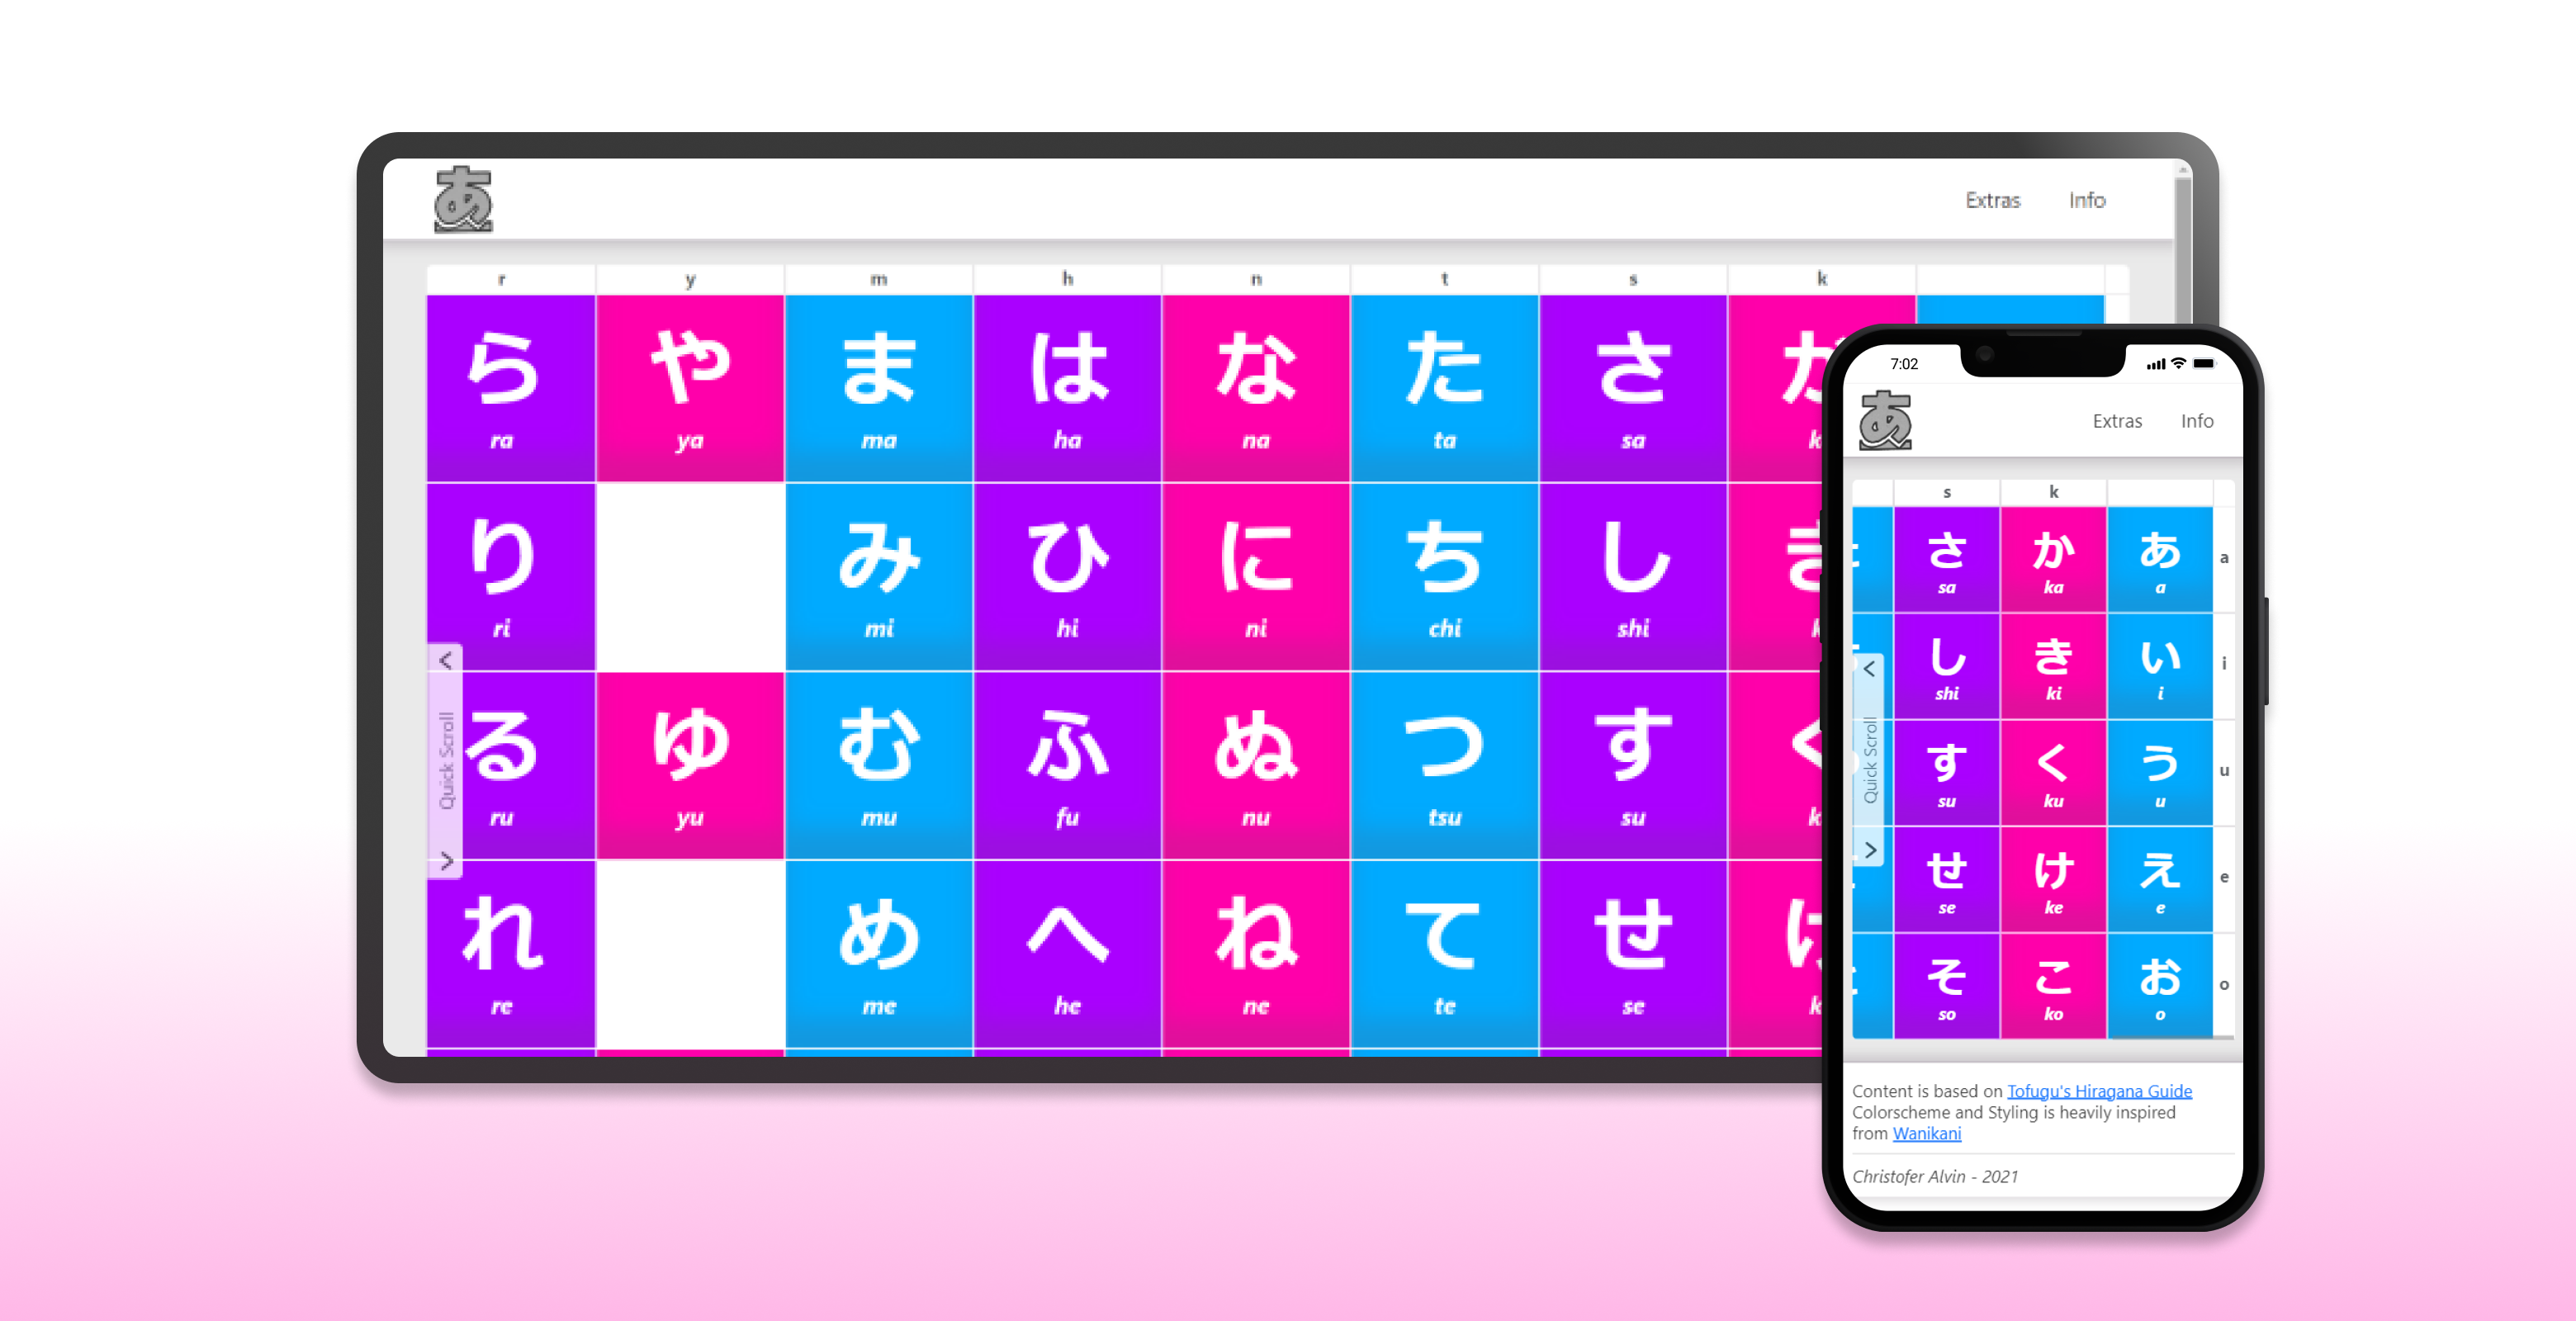 あ
Extras Info
r y m h n t s k
ら や ま は な た さ
ra ya ma ha na ta sa
り み ひ に ち し
ri mi hi ni chi shi
る ゆ む ふ ぬ つ す
ru yu mu fu nu tsu su
れ め へ ね て せ
re me he ne te se
< Quick Scroll >
7:02
あ
Extras Info
s k
さ か あ a
sa ka a
し き い i
shi ki i
す く う u
su ku u
せ け え e
se ke e
そ こ お o
so ko o
< Quick Scroll >
Content is based on Tofugu's Hiragana Guide
Colorscheme and Styling is heavily inspired
from Wanikani
Christofer Alvin - 2021